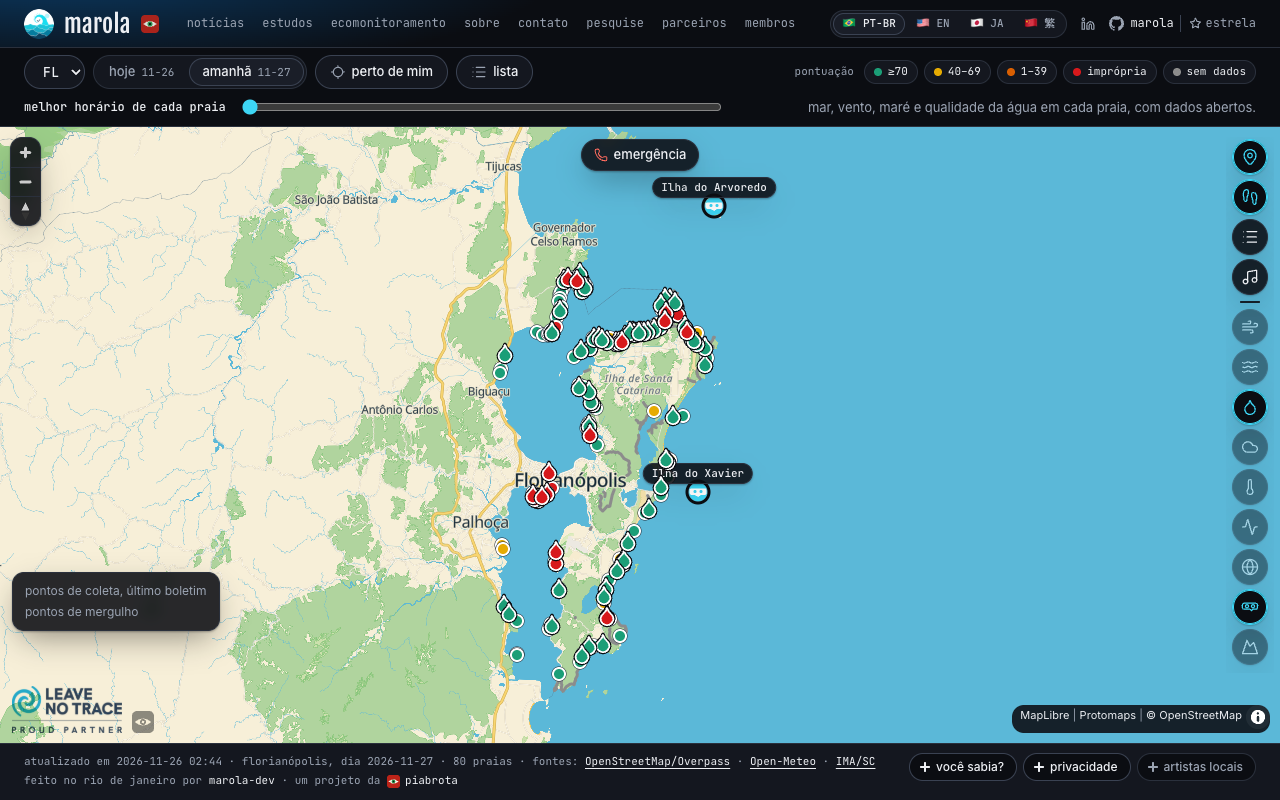 marola
notícias estudos ecomonitoramento sobre contato pesquise parceiros membros
PT-BR EN JA 繁
marola estrela
FL
hoje 11-26 amanhã 11-27
perto de mim
lista
pontuação ≥70 40–69 1–39 imprópria sem dados
melhor horário de cada praia
mar, vento, maré e qualidade da água em cada praia, com dados abertos.
emergência
Ilha do Arvoredo
Tijucas
São João Batista
Governador
Celso Ramos
Ilha de Santa
Catarina
Biguaçu
Antônio Carlos
Ilha do Xavier
Florianópolis
Palhoça
pontos de coleta, último boletim
pontos de mergulho
LEAVE
NO TRACE
PROUD PARTNER
MapLibre | Protomaps | © OpenStreetMap
atualizado em 2026-11-26 02:44 · florianópolis, dia 2026-11-27 · 80 praias · fontes: OpenStreetMap/Overpass · Open-Meteo · IMA/SC
feito no rio de janeiro por marola-dev · um projeto da piabrota
você sabia?
privacidade
artistas locais